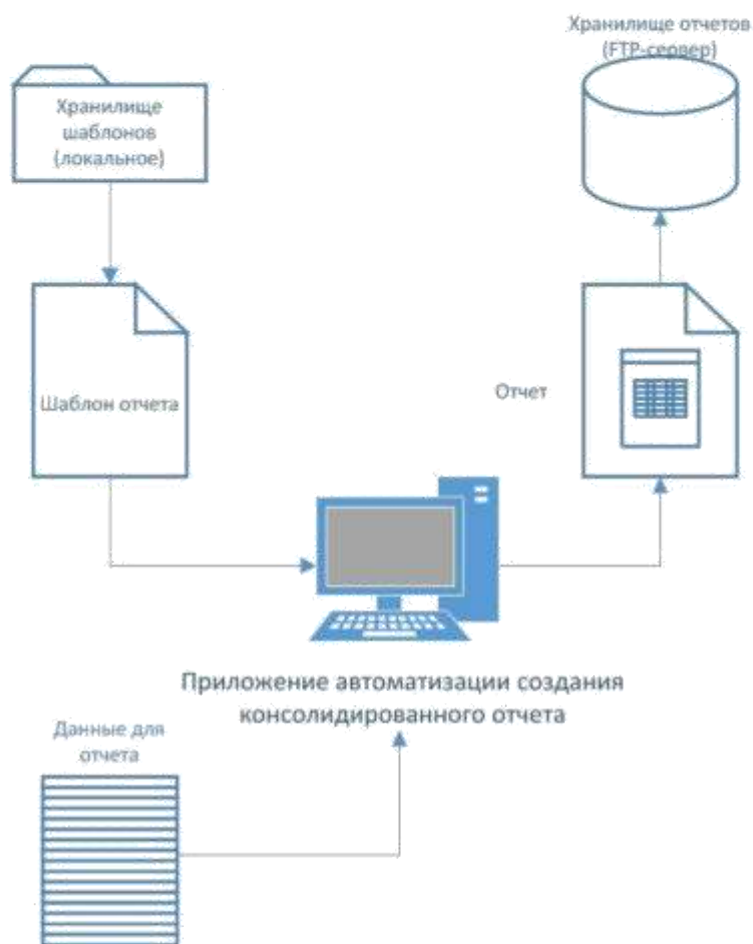 Хранилище отчетов
(FTP-сервер)
Хранилище
шаблонов
(локальное)
Шаблон отчета
Отчет
Приложение автоматизации создания
консолидированного отчета
Данные для
отчета